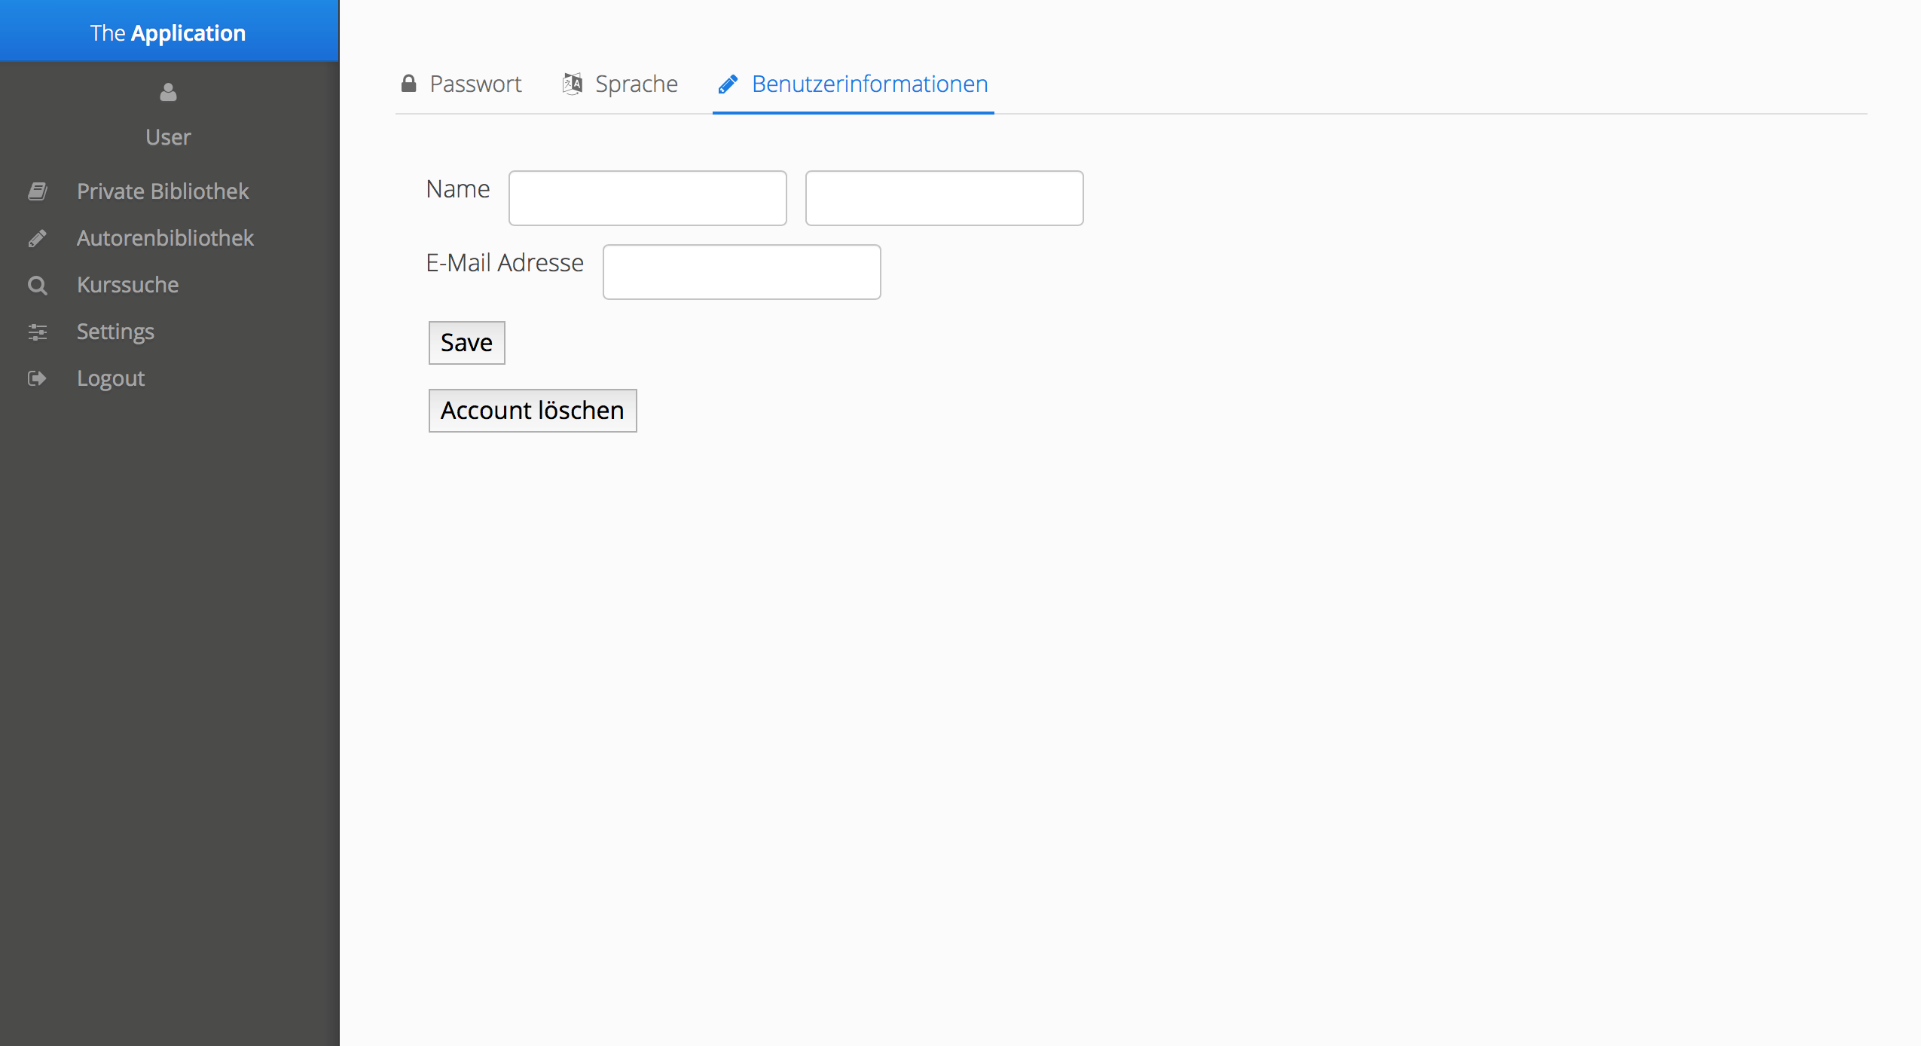 The Application
User
Private Bibliothek
Autorenbibliothek
Kurssuche
Settings
Logout
Passwort Sprache Benutzerinformationen
Name
E-Mail Adresse
Save
Account löschen